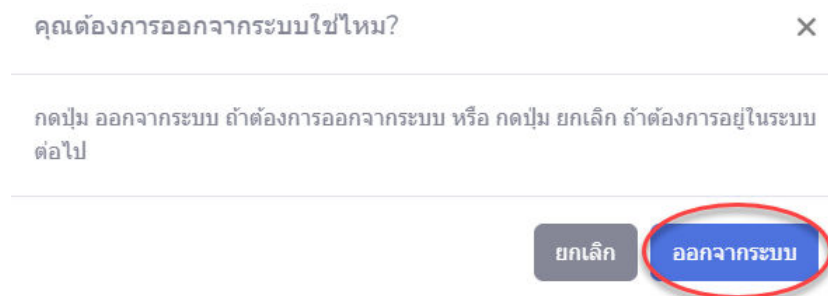 คุณต้องการออกจากระบบใช่ไหม?
กดปุ่ม ออกจากระบบ ถ้าต้องการออกจากระบบ หรือ กดปุ่ม ยกเลิก ถ้าต้องการอยู่ในระบบ
ต่อไป
ยกเลิก ออกจากระบบ